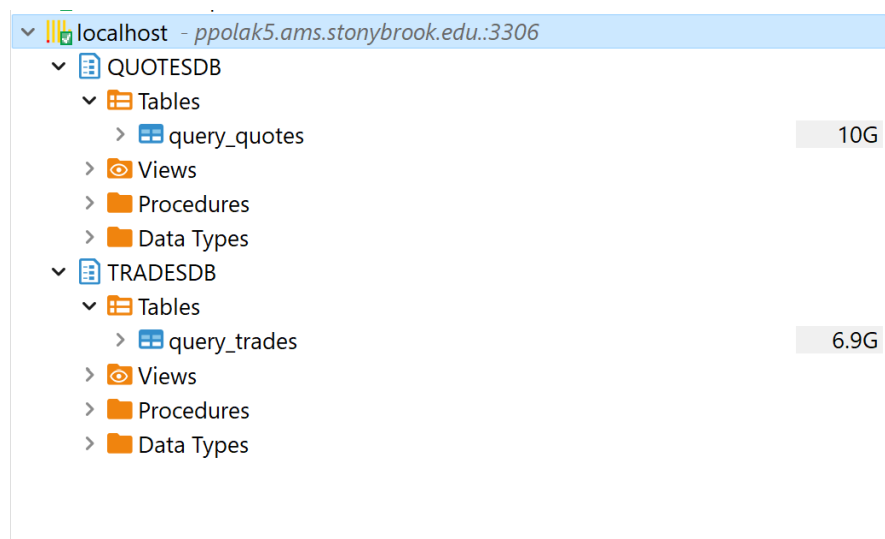 localhost - ppolak5.ams.stonybrook.edu.:3306
QUOTESDB
Tables
query_quotes 10G
Views
Procedures
Data Types
TRADESDB
Tables
query_trades 6.9G
Views
Procedures
Data Types